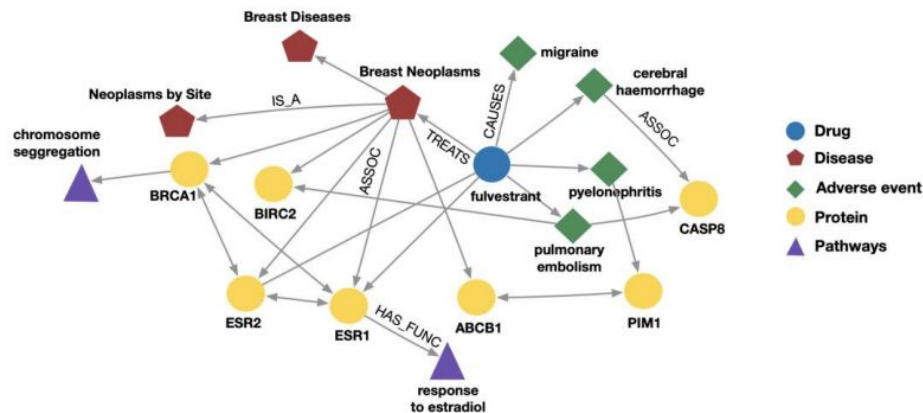 Breast Diseases
migraine
Breast Neoplasms
cerebral
haemorrhage
Neoplasms by Site
IS_A
CAUSES
ASSOC
chromosome
seggregation
TREATS
Drug
Disease
Adverse event
Protein
Pathways
BRCA1
BIRC2
ASSOC
fulvestrant
pyelonephritis
CASP8
pulmonary
embolism
ESR2
ESR1
HAS_FUNC
ABCB1
PIM1
response
to estradiol